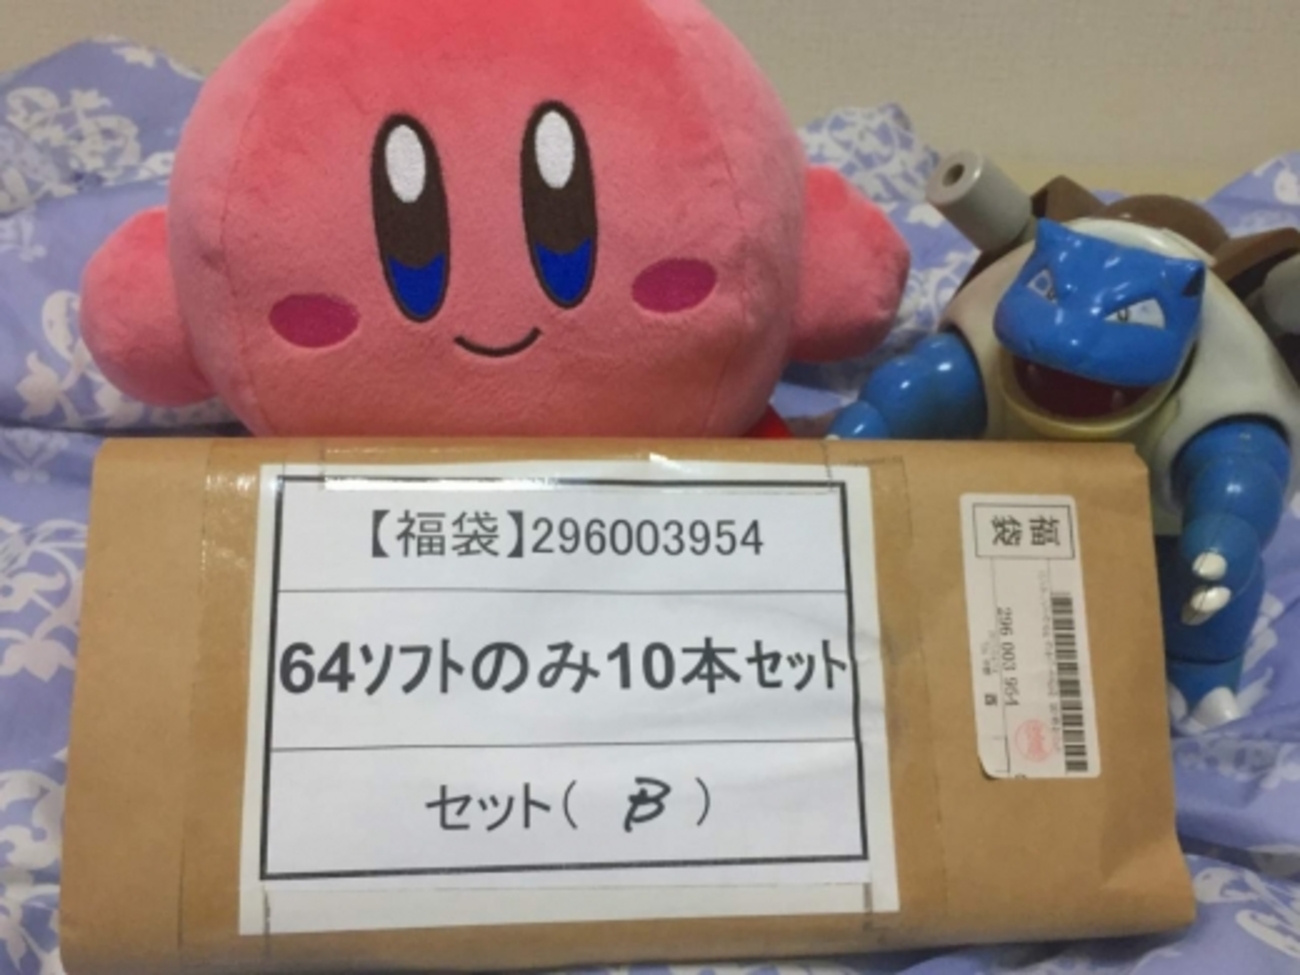 【福袋】296003954
64ソフトのみ10本セット
セット( B )
福袋
296 003 954